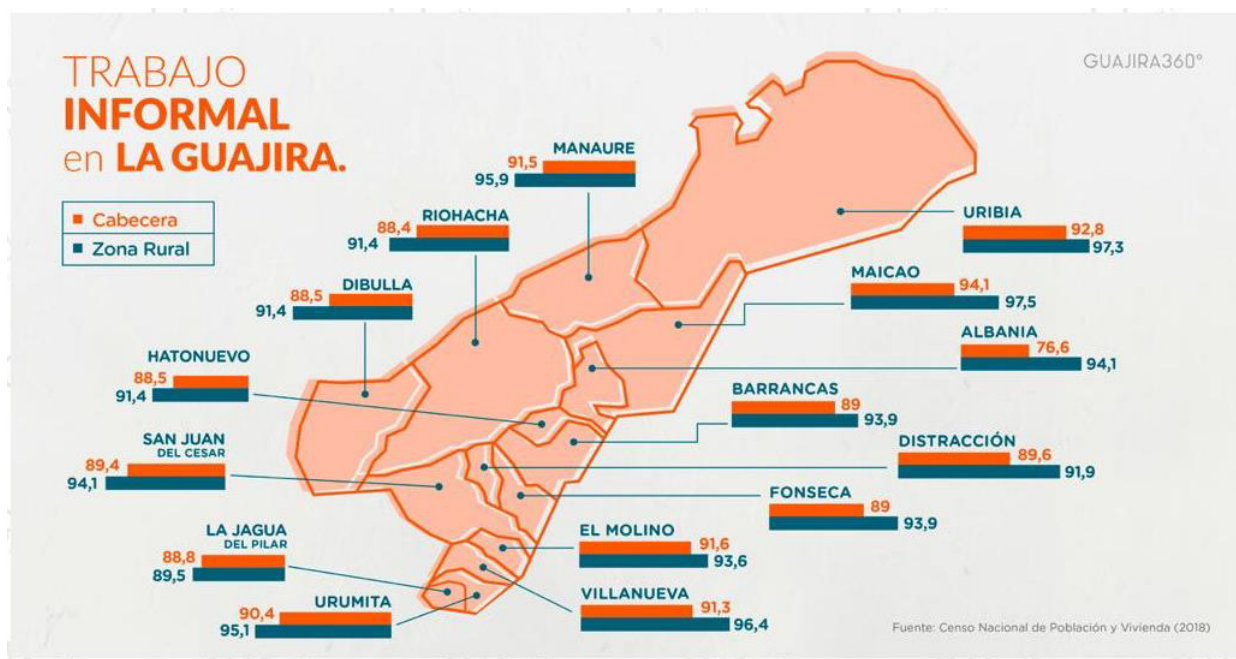 TRABAJO
INFORMAL
en LA GUAJIRA.
GUAJIRA360°
Cabecera
Zona Rural
MANAURE
91,5
95,9
RIOHACHA
88,4
91,4
DIBULLA
88,5
91,4
HATONUEVO
88,5
91,4
SAN JUAN
DEL CESAR
89,4
94,1
LA JAGUA
DEL PILAR
88,8
89,5
URUMITA
90,4
95,1
URIBIA
92,8
97,3
MAICAO
94,1
97,5
ALBANIA
76,6
94,1
BARRANCAS
89
93,9
DISTRACCIÓN
89,6
91,9
FONSECA
89
93,9
EL MOLINO
91,6
93,6
VILLANUEVA
91,3
96,4
Fuente: Censo Nacional de Población y Vivienda (2018)